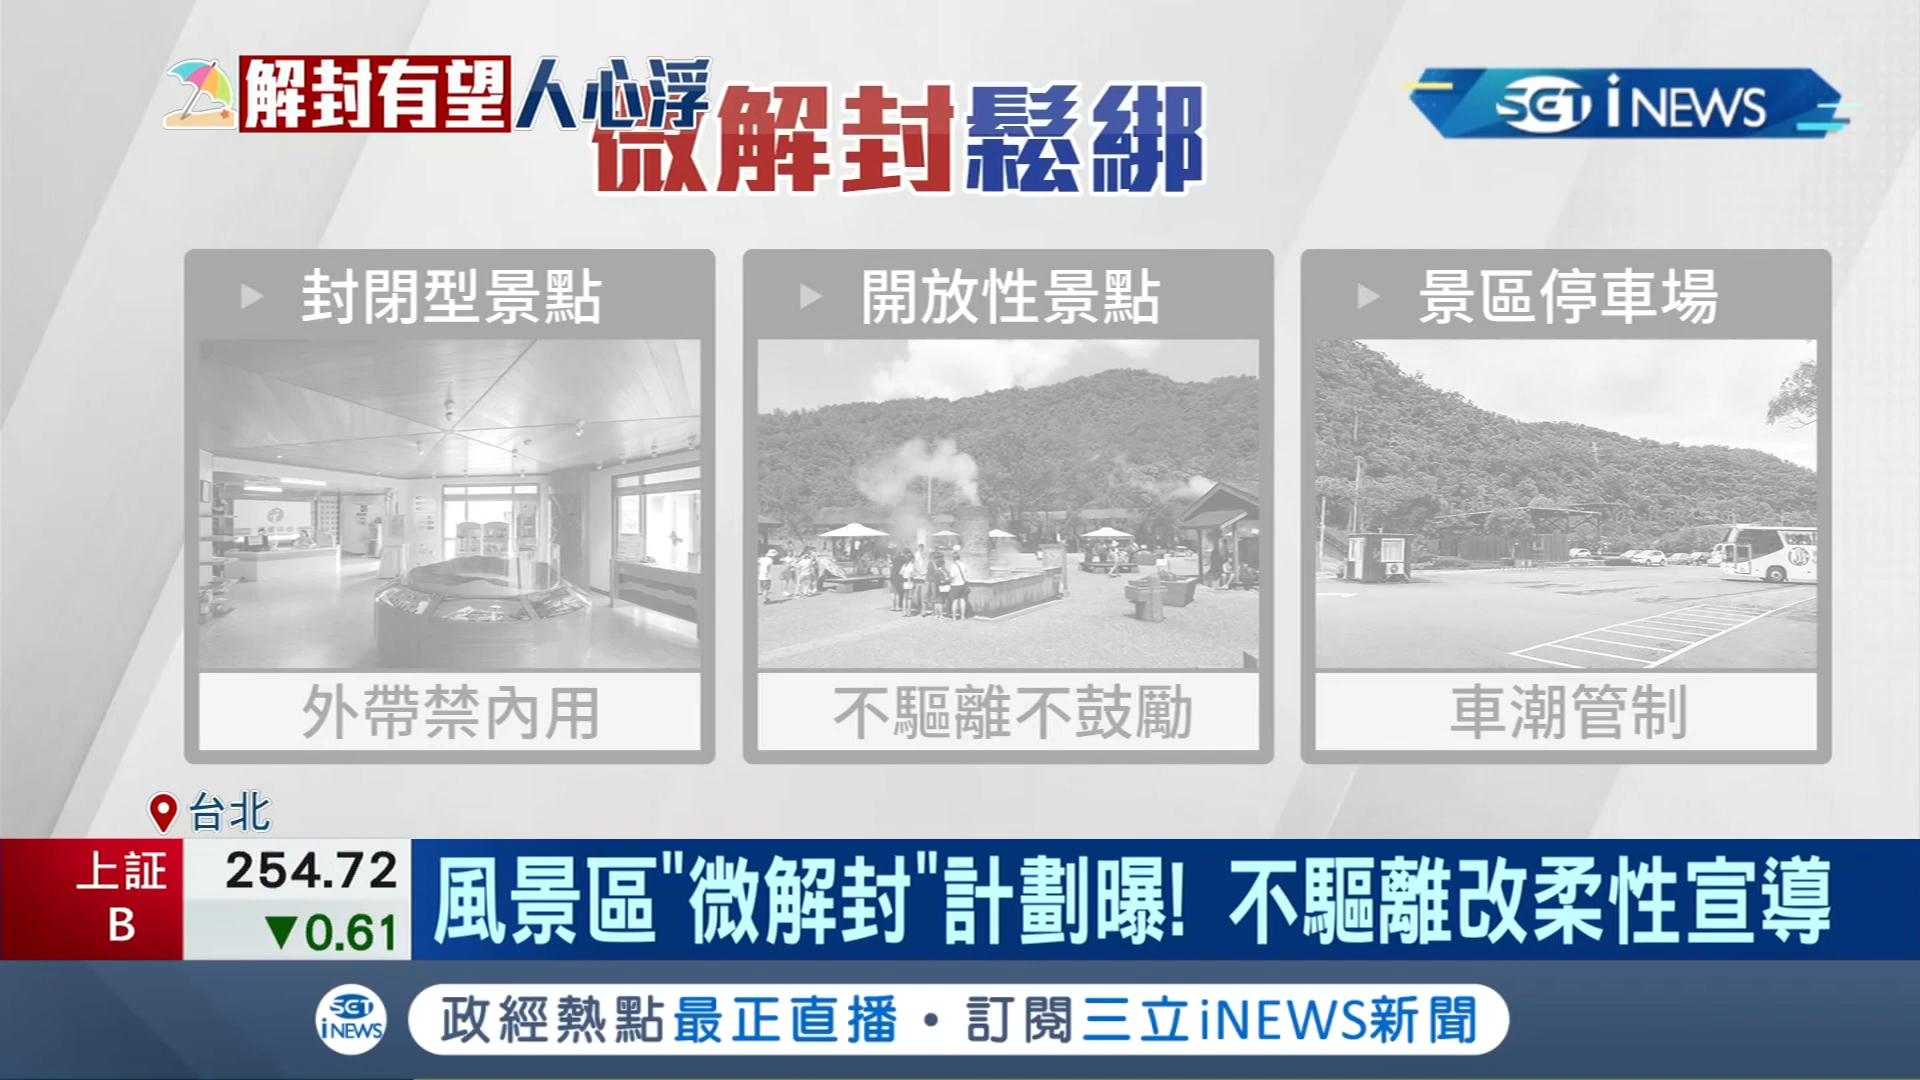 解封有望人心浮
微解封鬆綁
SET iNEWS
封閉型景點
開放性景點
景區停車場
外帶禁內用
不驅離不鼓勵
車潮管制
台北
上証
B
254.72
▼0.61
風景區"微解封"計劃曝! 不驅離改柔性宣導
SET
iNEWS
政經熱點最正直播・訂閱三立iNEWS新聞